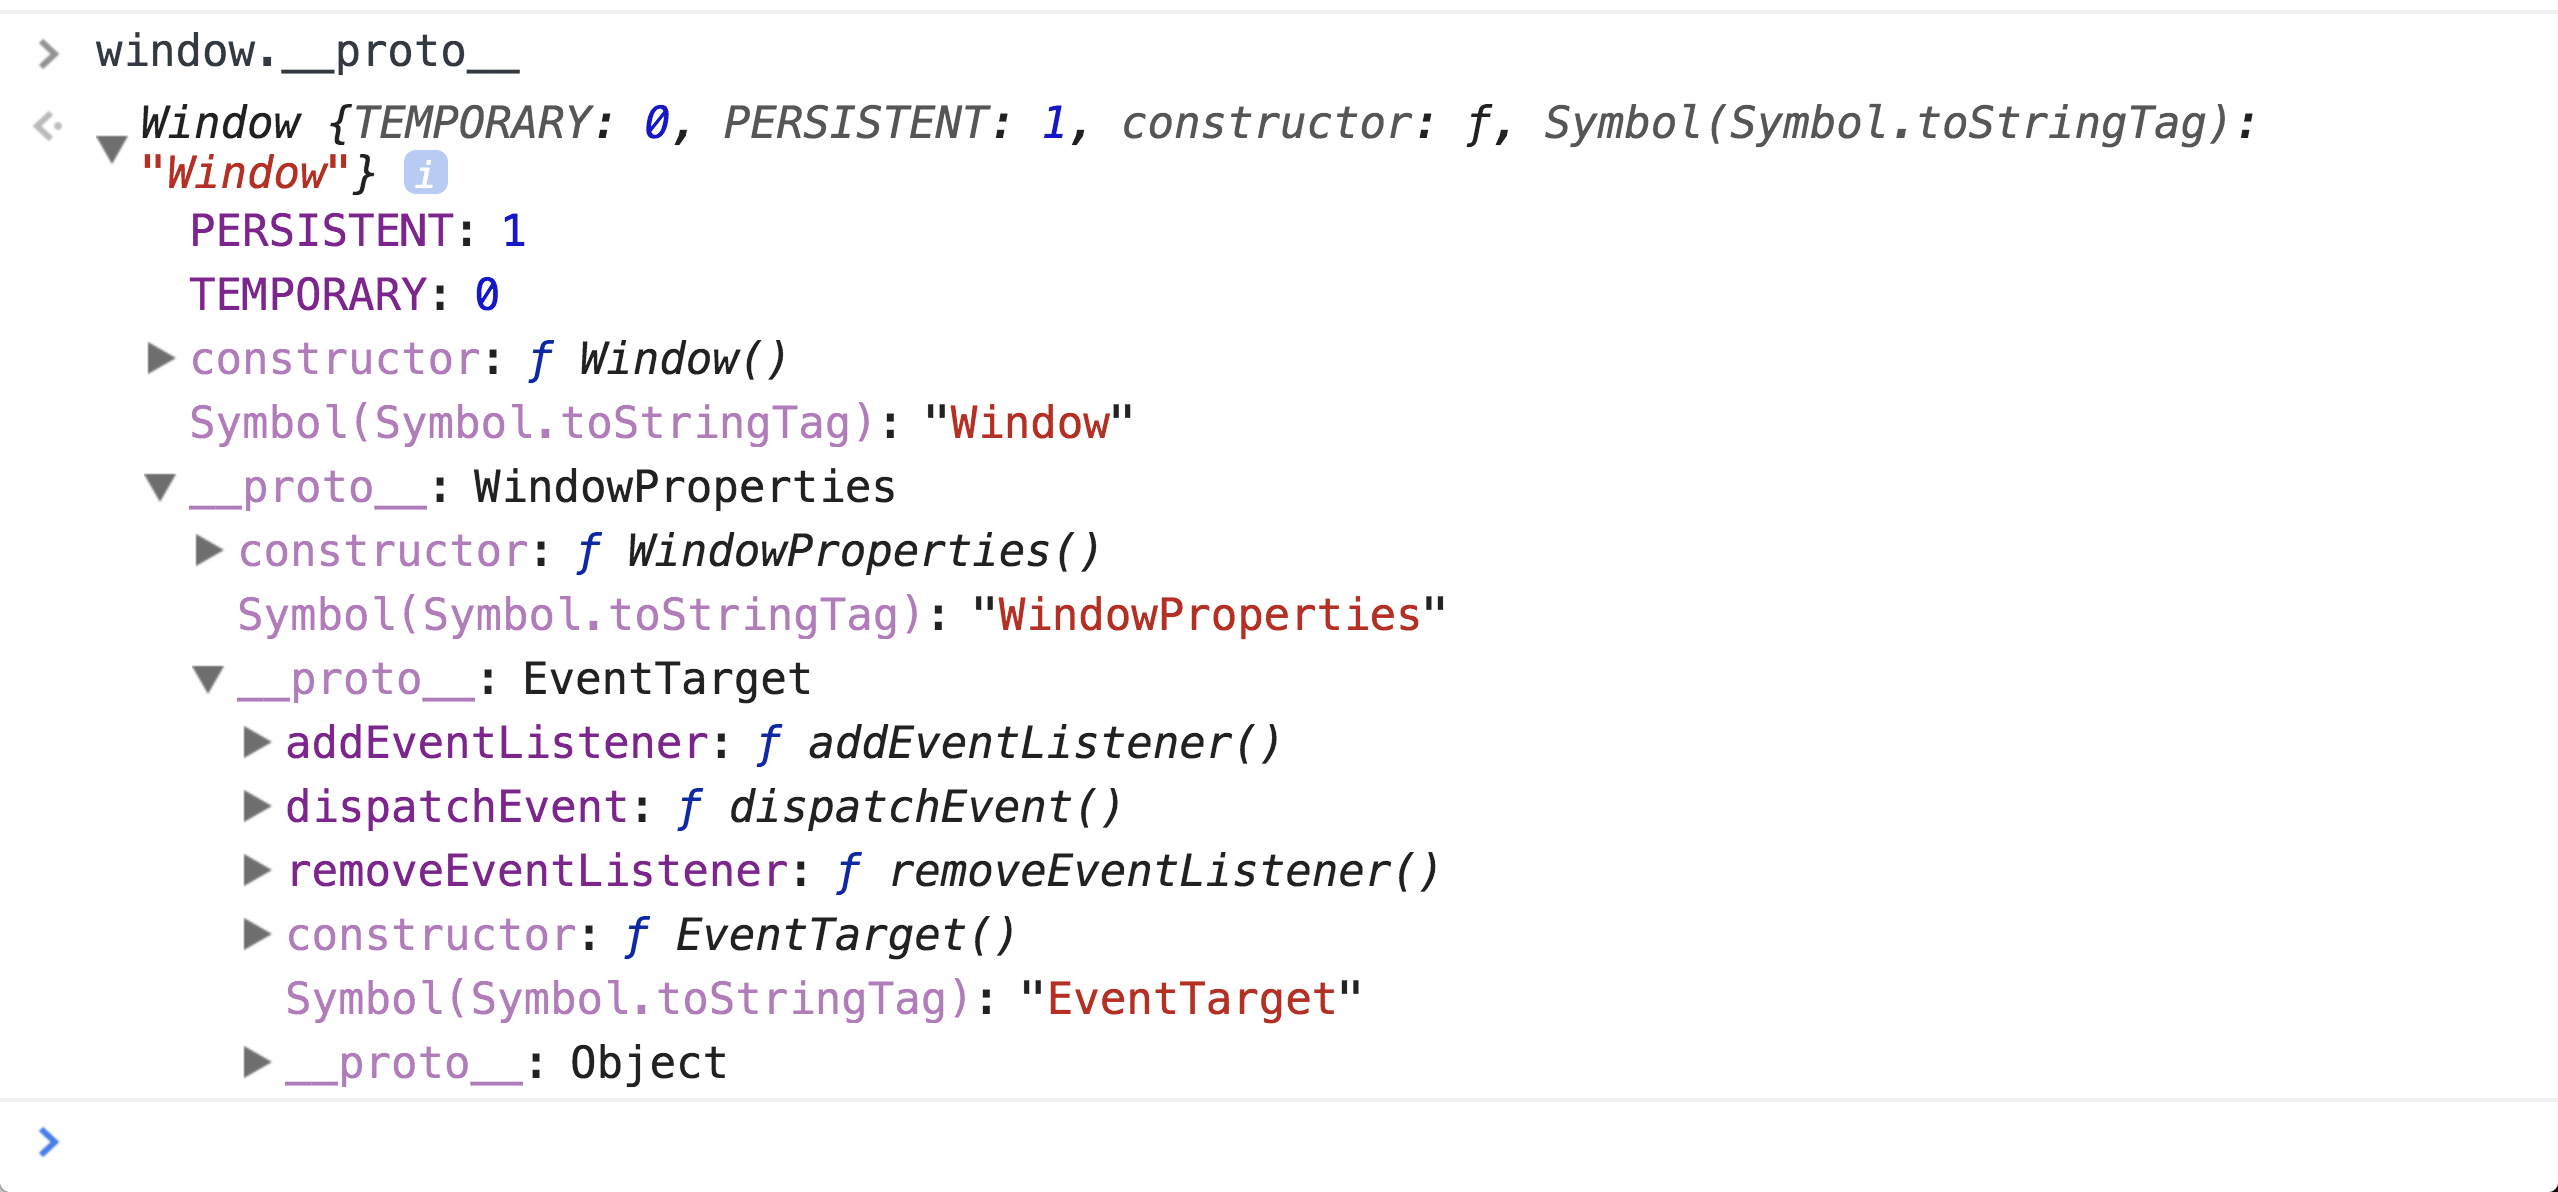 window.__proto__
Window {TEMPORARY: 0, PERSISTENT: 1, constructor: ƒ, Symbol(Symbol.toStringTag):
"Window"} i
PERSISTENT: 1
TEMPORARY: 0
constructor: ƒ Window()
Symbol(Symbol.toStringTag): "Window"
__proto__: WindowProperties
constructor: ƒ WindowProperties()
Symbol(Symbol.toStringTag): "WindowProperties"
__proto__: EventTarget
addEventListener: ƒ addEventListener()
dispatchEvent: ƒ dispatchEvent()
removeEventListener: ƒ removeEventListener()
constructor: ƒ EventTarget()
Symbol(Symbol.toStringTag): "EventTarget"
__proto__: Object